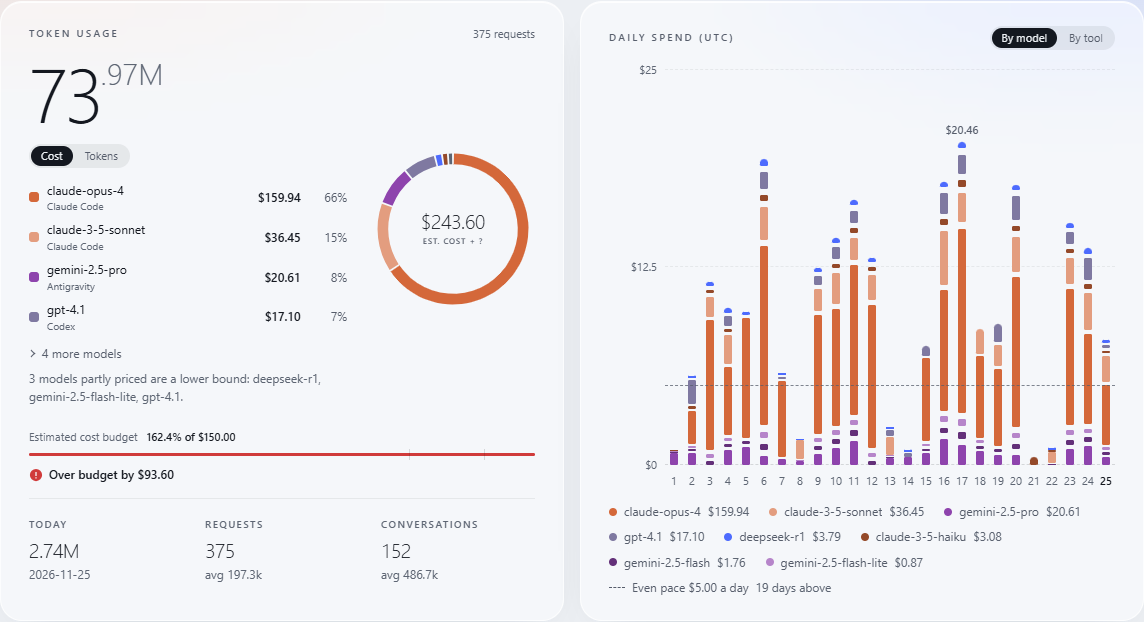 TOKEN USAGE
375 requests
73.97M
Cost Tokens
claude-opus-4 $159.94 66%
Claude Code
claude-3-5-sonnet $36.45 15%
Claude Code
gemini-2.5-pro $20.61 8%
Antigravity
gpt-4.1 $17.10 7%
Codex
$243.60
EST. COST + ?
4 more models
3 models partly priced are a lower bound: deepseek-r1,
gemini-2.5-flash-lite, gpt-4.1.
Estimated cost budget 162.4% of $150.00
Over budget by $93.60
TODAY REQUESTS CONVERSATIONS
2.74M 375 152
2026-11-25 avg 197.3k avg 486.7k
DAILY SPEND (UTC)
By model By tool
$25
$20.46
$12.5
$0
1 2 3 4 5 6 7 8 9 10 11 12 13 14 15 16 17 18 19 20 21 22 23 24 25
claude-opus-4 $159.94 claude-3-5-sonnet $36.45 gemini-2.5-pro $20.61
gpt-4.1 $17.10 deepseek-r1 $3.79 claude-3-5-haiku $3.08
gemini-2.5-flash $1.76 gemini-2.5-flash-lite $0.87
Even pace $5.00 a day 19 days above